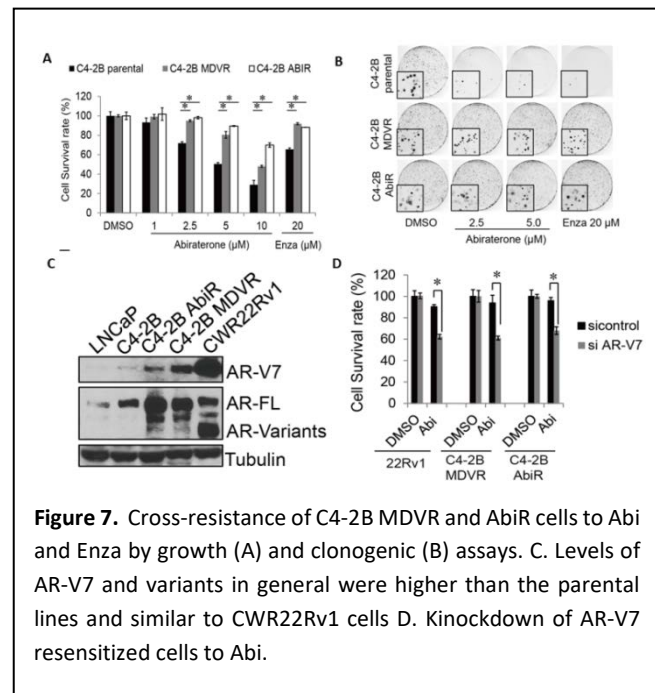 A
■C4-2B parental ■C4-2B MDVR □C4-2B ABIR
Cell Survival rate (%)
120
100
80
60
40
20
0
* * * *
* * * *
DMSO 1 2.5 5 10 20
Abiraterone (μM) Enza (μM)
B
C4-2B parental
C4-2B MDVR
C4-2B AbiR
DMSO 2.5 5.0 Enza 20 μM
Abiraterone (μM)
C
LNCaP
C4-2B
C4-2B AbiR
C4-2B MDVR
CWR22Rv1
AR-V7
AR-FL
AR-Variants
Tubulin
D
Cell Survival rate (%)
120
100
80
60
40
20
0
* * *
■sicontrol
■si AR-V7
DMSO Abi DMSO Abi DMSO Abi
22Rv1 C4-2B MDVR C4-2B AbiR
Figure 7. Cross-resistance of C4-2B MDVR and AbiR cells to Abi
and Enza by growth (A) and clonogenic (B) assays. C. Levels of
AR-V7 and variants in general were higher than the parental
lines and similar to CWR22Rv1 cells D. Kinockdown of AR-V7
resensitized cells to Abi.